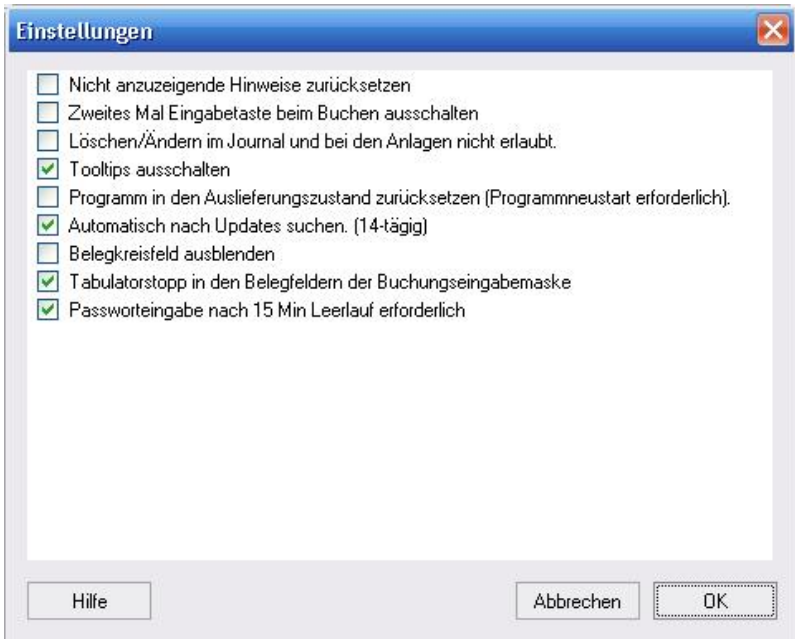 Einstellungen
Nicht anzuzeigende Hinweise zurücksetzen
Zweites Mal Eingabetaste beim Buchen ausschalten
Löschen/Ändern im Journal und bei den Anlagen nicht erlaubt.
Tooltips ausschalten
Programm in den Auslieferungszustand zurücksetzen (Programmneustart erforderlich).
Automatisch nach Updates suchen. (14-tägig)
Belegkreisfeld ausblenden
Tabulatorstopp in den Belegfeldern der Buchungseingabemaske
Passworteingabe nach 15 Min Leerlauf erforderlich
Hilfe Abbrechen OK